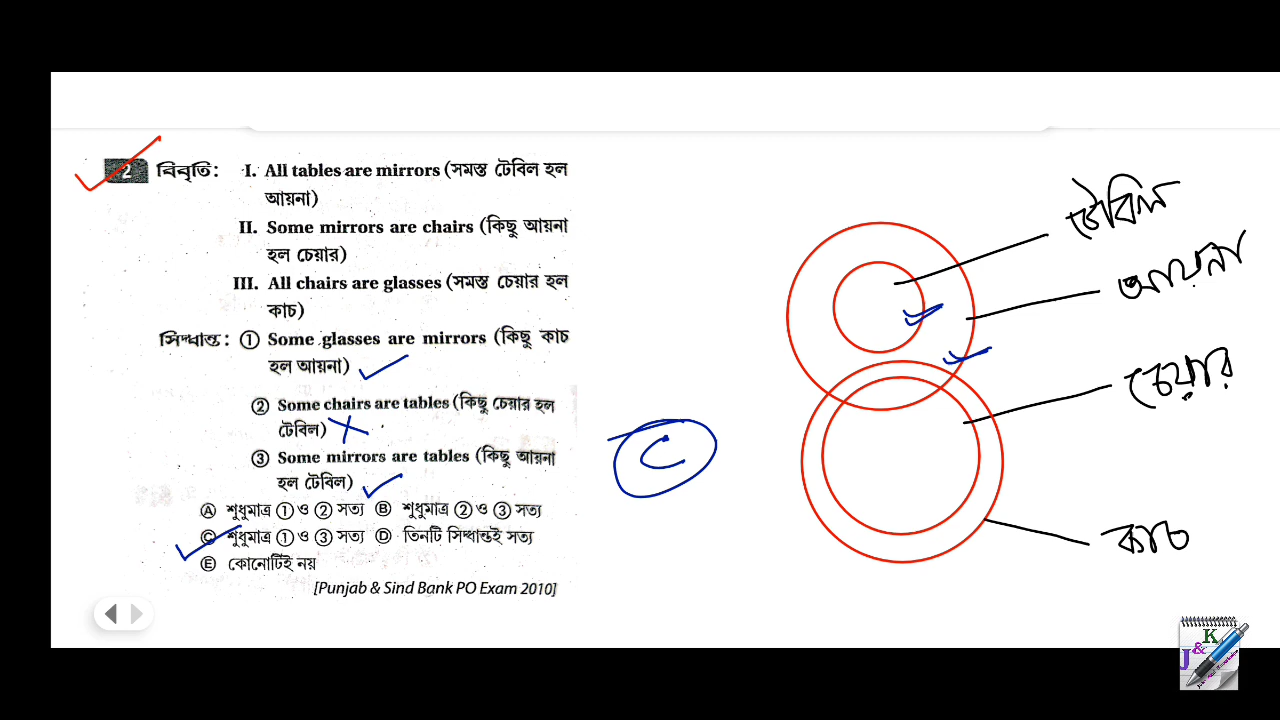 2 বিবৃতি: I. All tables are mirrors (সমস্ত টেবিল হল
আয়না)
II. Some mirrors are chairs (কিছু আয়না
হল চেয়ার)
III. All chairs are glasses (সমস্ত চেয়ার হল
কাচ)
সিদ্ধান্ত: ① Some glasses are mirrors (কিছু কাচ
হল আয়না)
② Some chairs are tables (কিছু চেয়ার হল
টেবিল)
③ Some mirrors are tables (কিছু আয়না
হল টেবিল)
Ⓐ শুধুমাত্র ① ও ② সত্য Ⓑ শুধুমাত্র ② ও ③ সত্য
Ⓒ শুধুমাত্র ① ও ③ সত্য Ⓓ তিনটি সিদ্ধান্তই সত্য
Ⓔ কোনোটিই নয়
[Punjab & Sind Bank PO Exam 2010]
C
টেবিল
আয়না
চেয়ার
কাচ
J&K